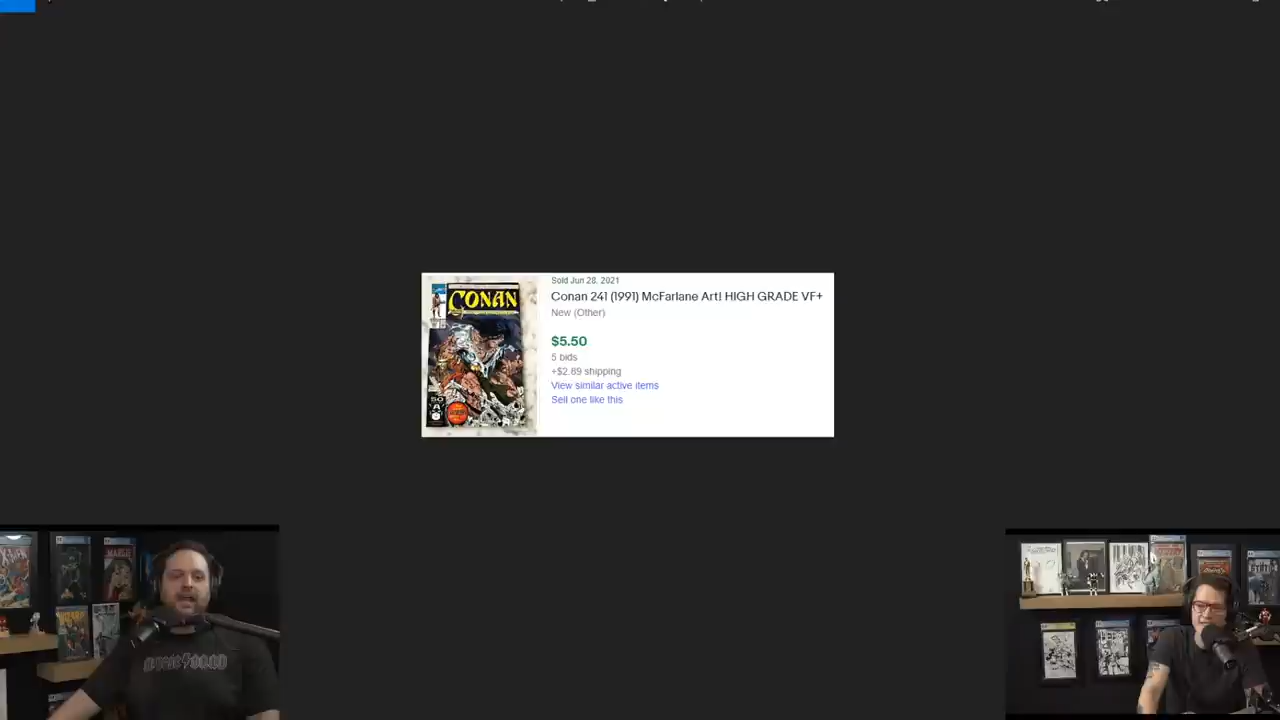 Sold Jun 28, 2021
Conan 241 (1991) McFarlane Art! HIGH GRADE VF+
New (Other)
$5.50
5 bids
+$2.89 shipping
View similar active items
Sell one like this
CONAN